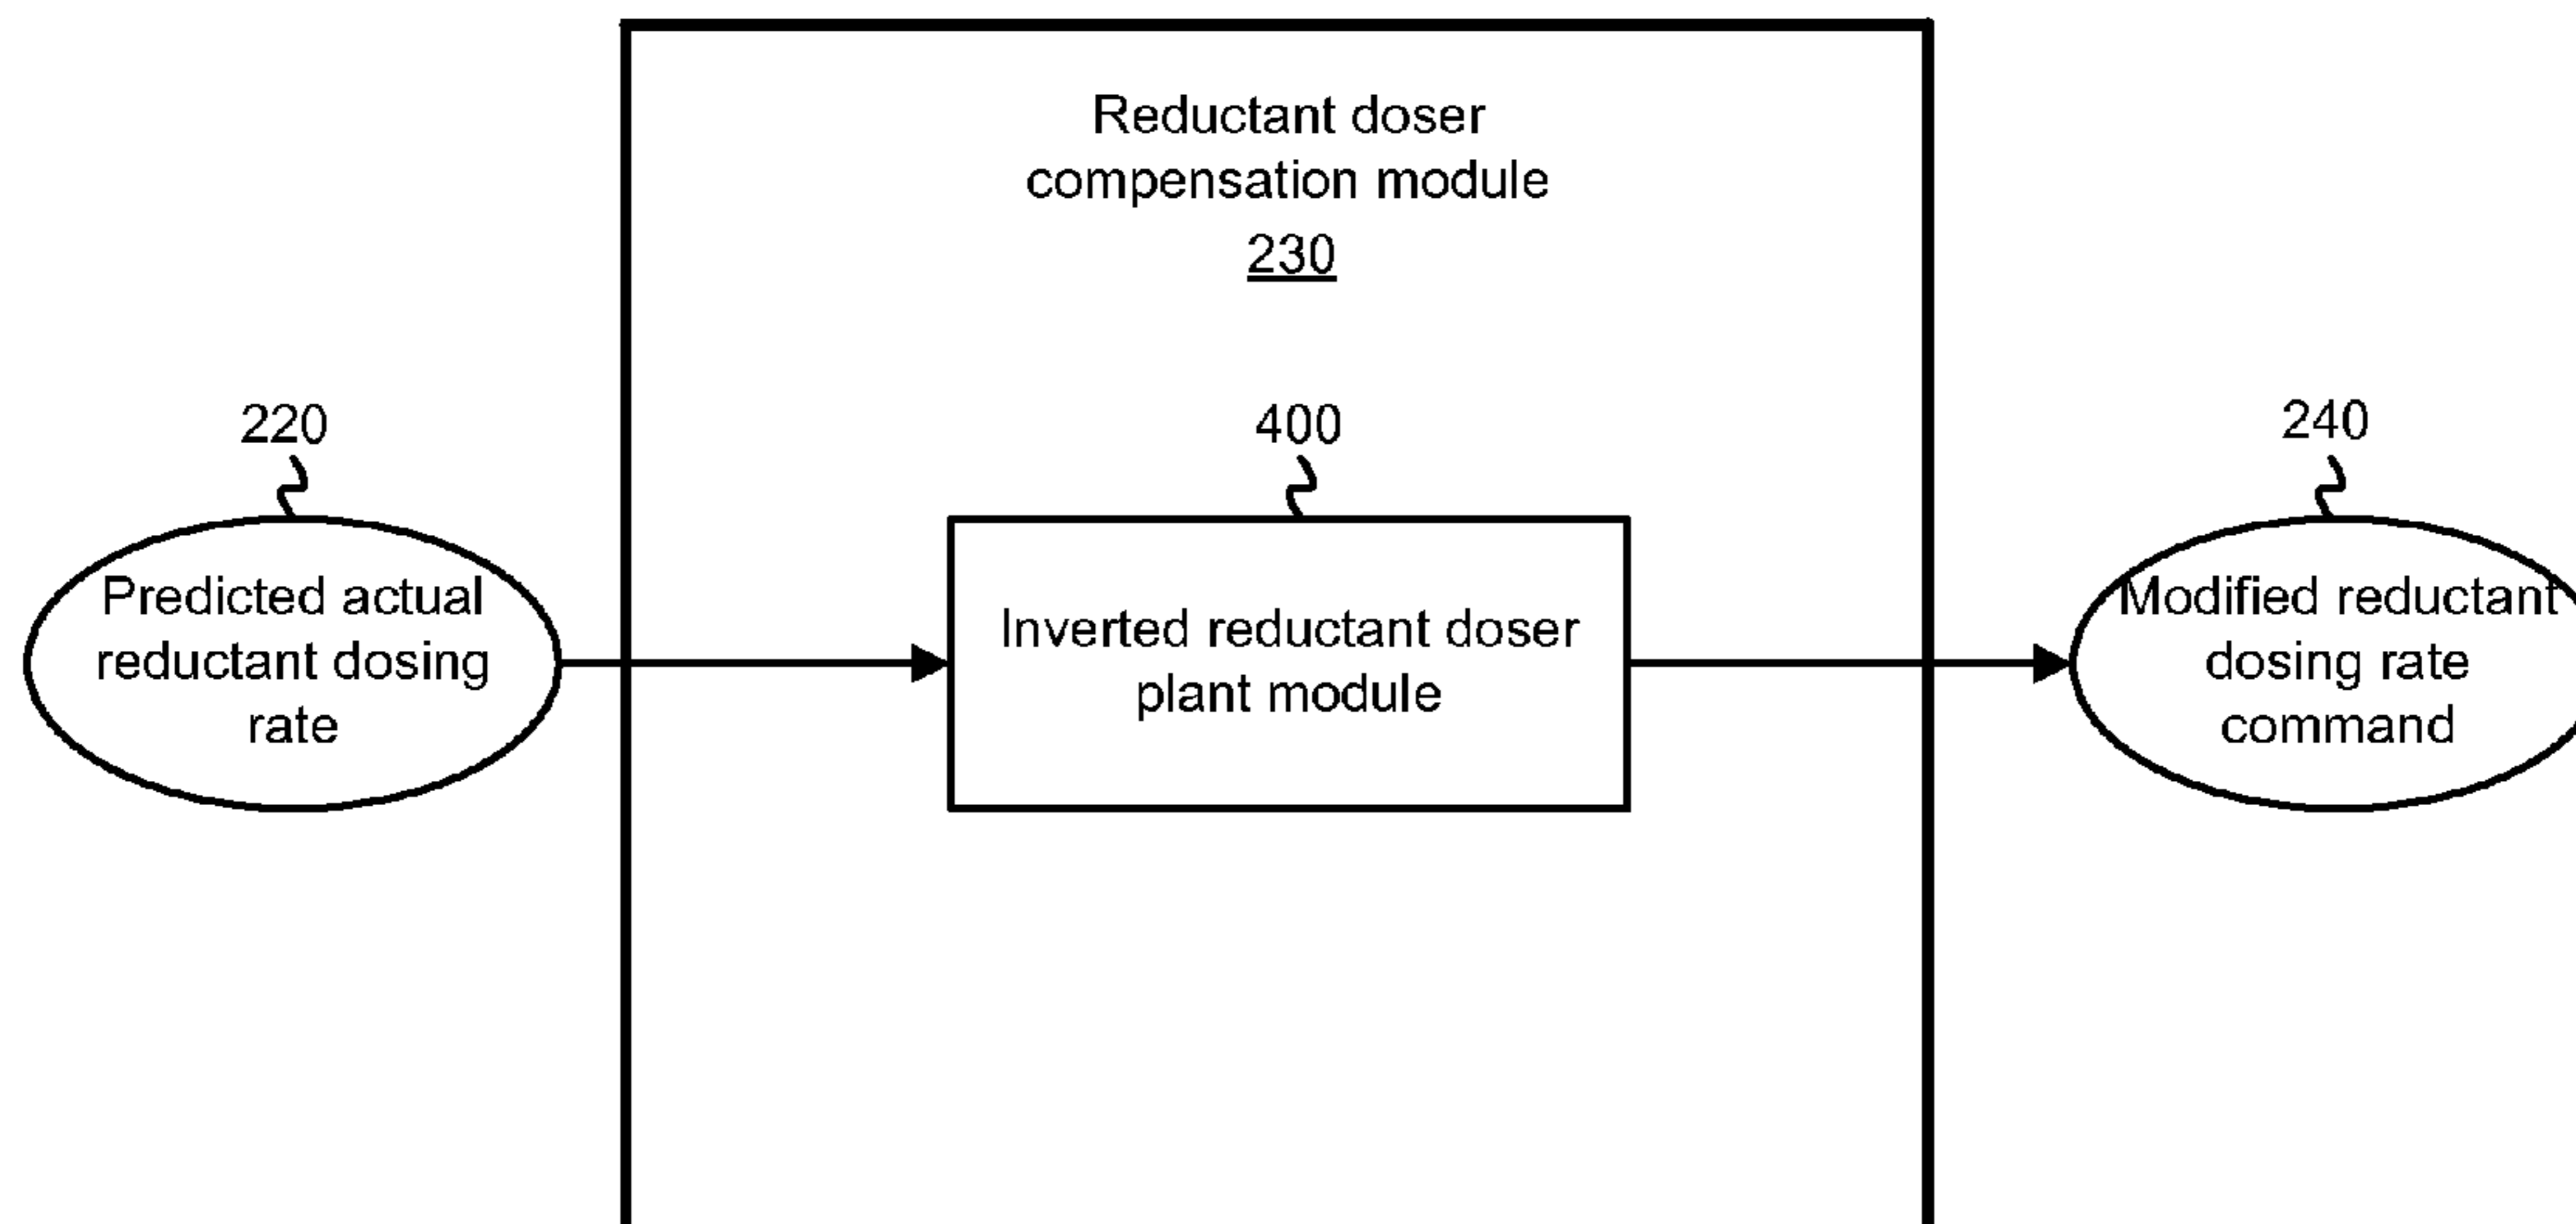 Reductant doser
compensation module
230
220
400
240
Predicted actual
reductant dosing
rate
Inverted reductant doser
plant module
Modified reductant
dosing rate
command